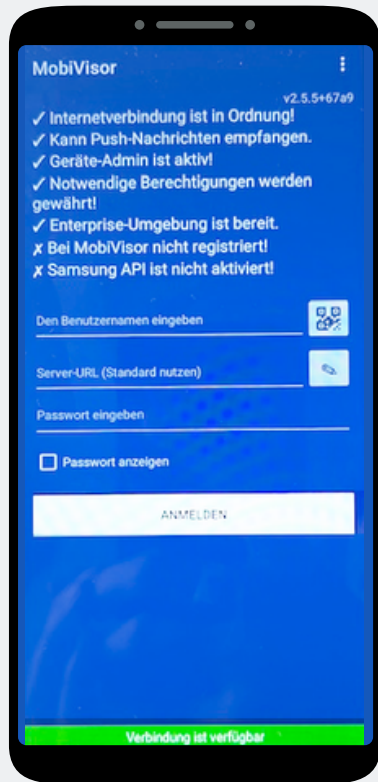 MobiVisor
v2.5.5+67a9
✓ Internetverbindung ist in Ordnung!
✓ Kann Push-Nachrichten empfangen.
✓ Geräte-Admin ist aktiv!
✓ Notwendige Berechtigungen werden
gewährt!
✓ Enterprise-Umgebung ist bereit.
✗ Bei MobiVisor nicht registriert!
✗ Samsung API ist nicht aktiviert!
Den Benutzernamen eingeben
Server-URL (Standard nutzen)
Passwort eingeben
Passwort anzeigen
ANMELDEN
Verbindung ist verfügbar